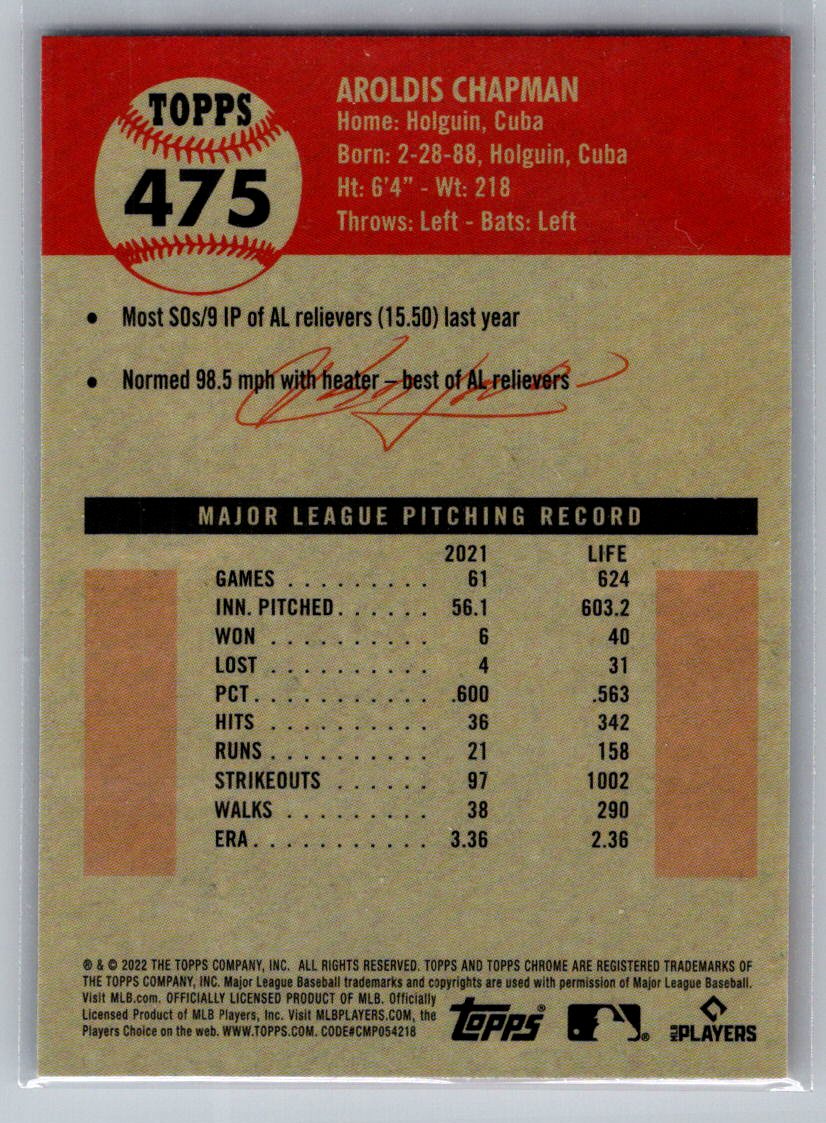 TOPPS
475
AROLDIS CHAPMAN
Home: Holguin, Cuba
Born: 2-28-88, Holguin, Cuba
Ht: 6'4" - Wt: 218
Throws: Left - Bats: Left
• Most SOs/9 IP of AL relievers (15.50) last year
• Normed 98.5 mph with heater – best of AL relievers
MAJOR LEAGUE PITCHING RECORD
2021 LIFE
GAMES . . . . . . . . . 61 624
INN. PITCHED. . . . . . 56.1 603.2
WON . . . . . . . . . . 6 40
LOST . . . . . . . . . . 4 31
PCT. . . . . . . . . . . .600 .563
HITS . . . . . . . . . . 36 342
RUNS . . . . . . . . . . 21 158
STRIKEOUTS . . . . . . 97 1002
WALKS . . . . . . . . . 38 290
ERA. . . . . . . . . . . 3.36 2.36
® & © 2022 THE TOPPS COMPANY, INC. ALL RIGHTS RESERVED. TOPPS AND TOPPS CHROME ARE REGISTERED TRADEMARKS OF
THE TOPPS COMPANY, INC. Major League Baseball trademarks and copyrights are used with permission of Major League Baseball.
Visit MLB.com. OFFICIALLY LICENSED PRODUCT OF MLB. Officially
Licensed Product of MLB Players, Inc. Visit MLBPLAYERS.COM, the
Players Choice on the web. WWW.TOPPS.COM. CODE#CMP054218
TOPPS®
®
MLB PLAYERS